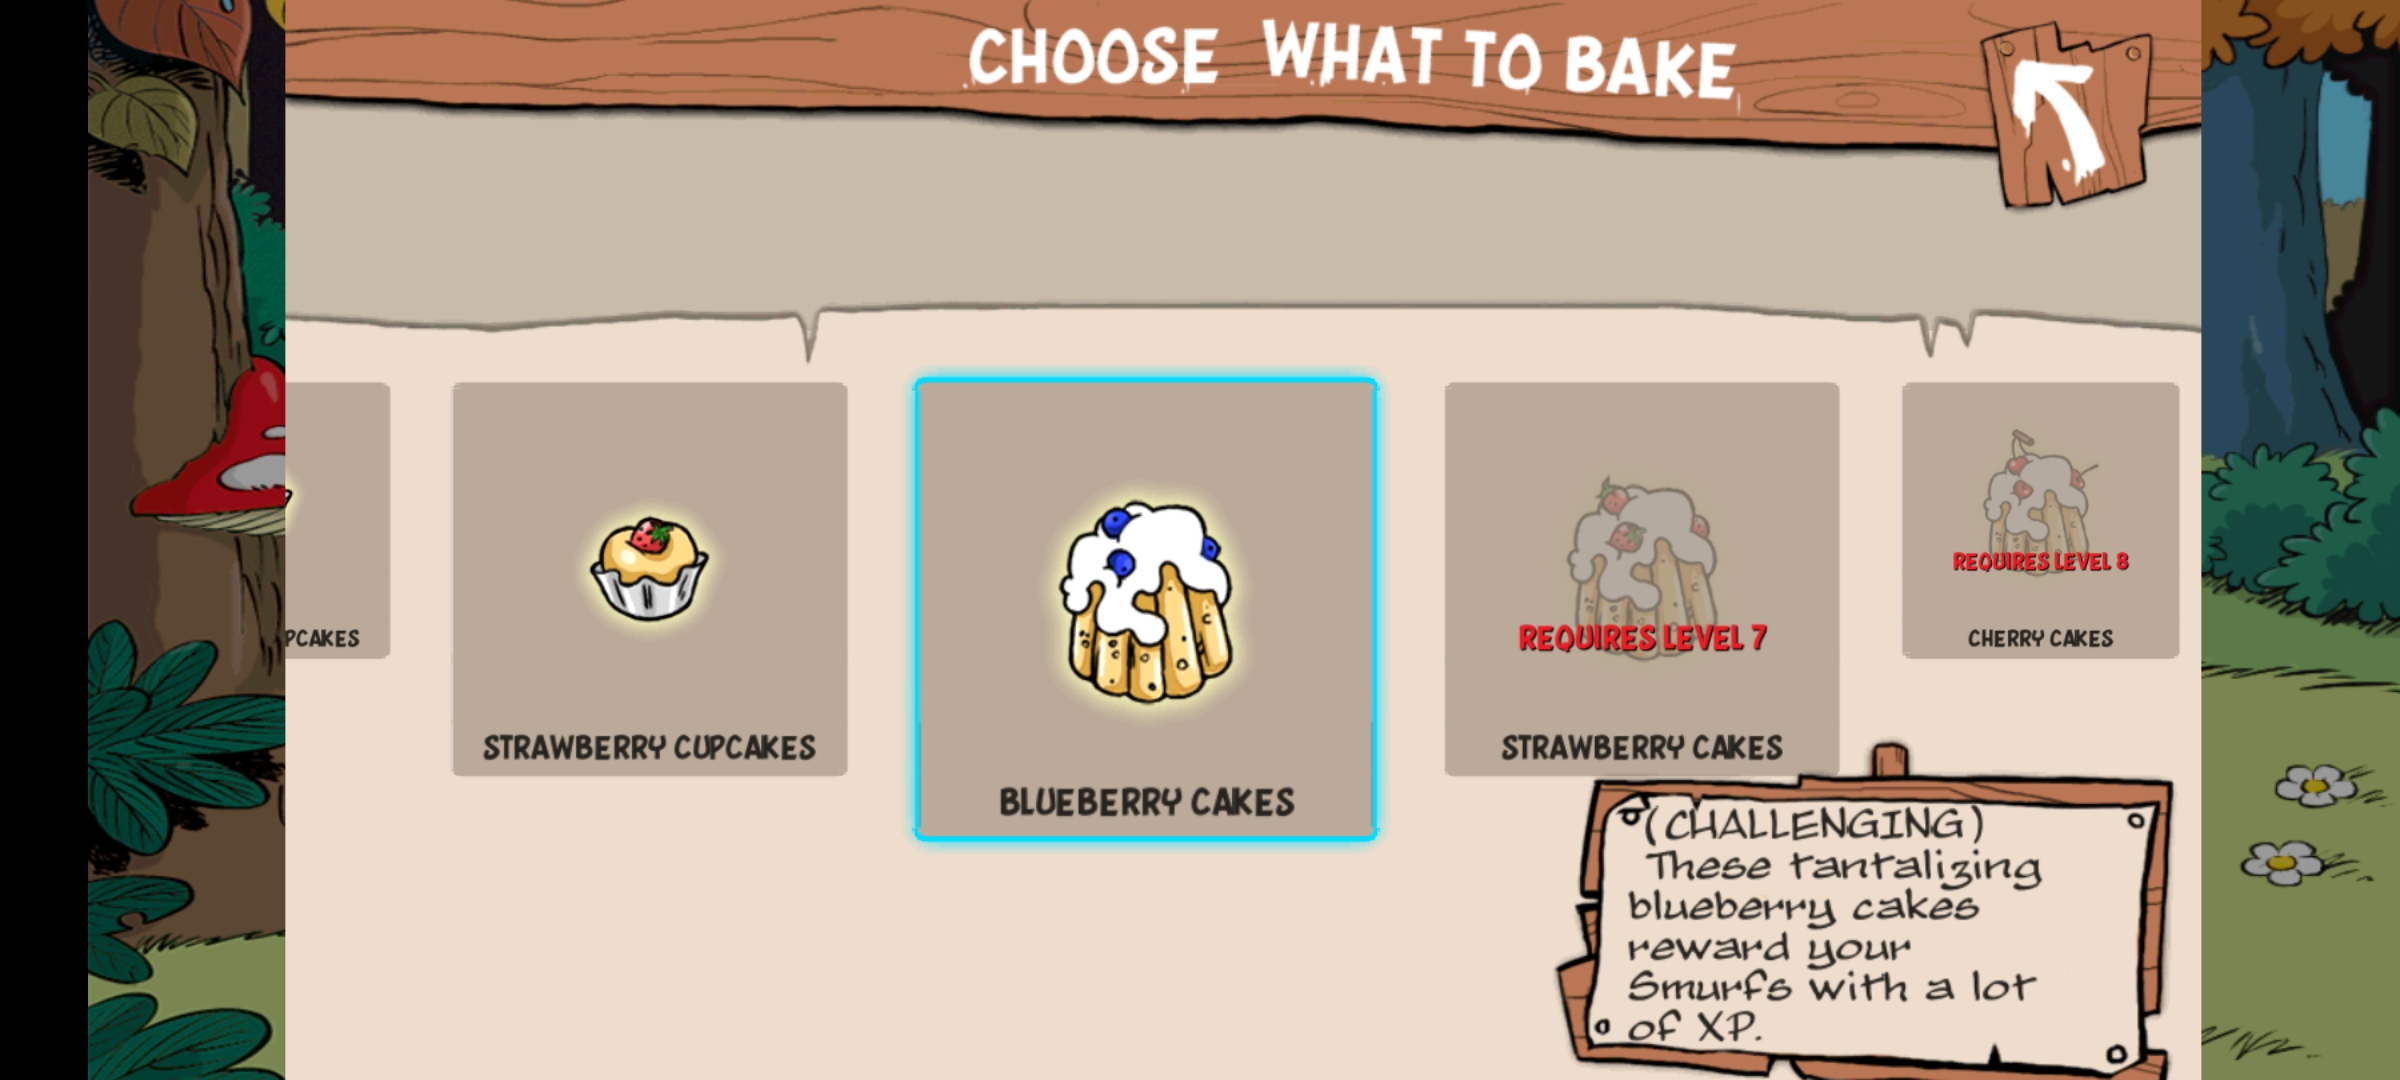 CHOOSE WHAT TO BAKE
PCAKES
STRAWBERRY CUPCAKES
BLUEBERRY CAKES
REQUIRES LEVEL 7
STRAWBERRY CAKES
REQUIRES LEVEL 8
CHERRY CAKES
(CHALLENGING)
These tantalizing
blueberry cakes
reward your
Smurfs with a lot
of XP.